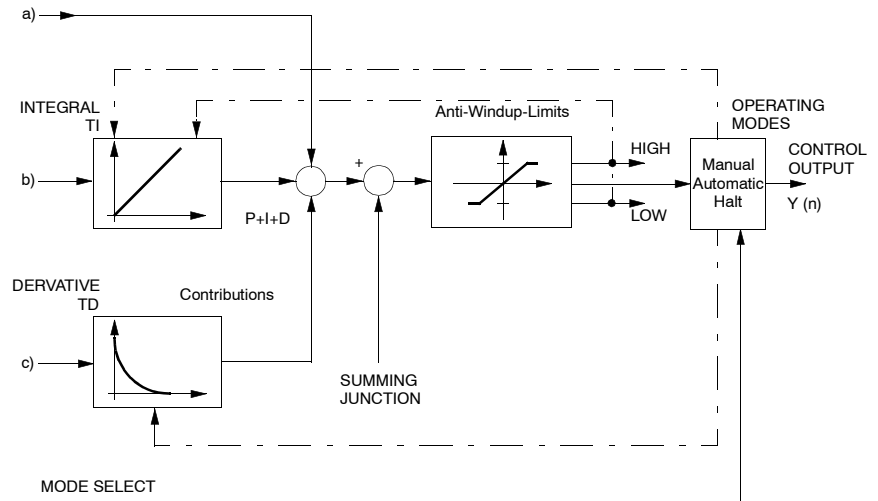 a)
INTEGRAL
TI
Anti-Windup-Limits
OPERATING
MODES
HIGH
CONTROL
OUTPUT
b)
+
Manual
Automatic
Halt
P+I+D
LOW
Y (n)
DERVATIVE
TD
Contributions
c)
SUMMING
JUNCTION
MODE SELECT